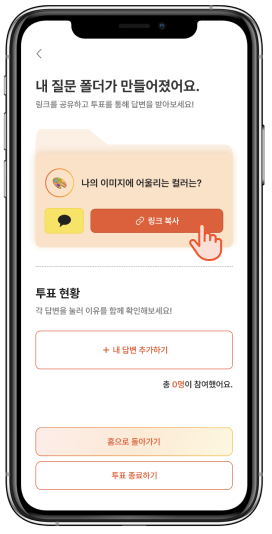 내 질문 폴더가 만들어졌어요.
링크를 공유하고 투표를 통해 답변을 받아보세요!
나의 이미지에 어울리는 컬러는?
링크 복사
투표 현황
각 답변을 눌러 이유를 함께 확인해보세요!
+ 내 답변 추가하기
총 0명이 참여했어요.
홈으로 돌아가기
투표 종료하기